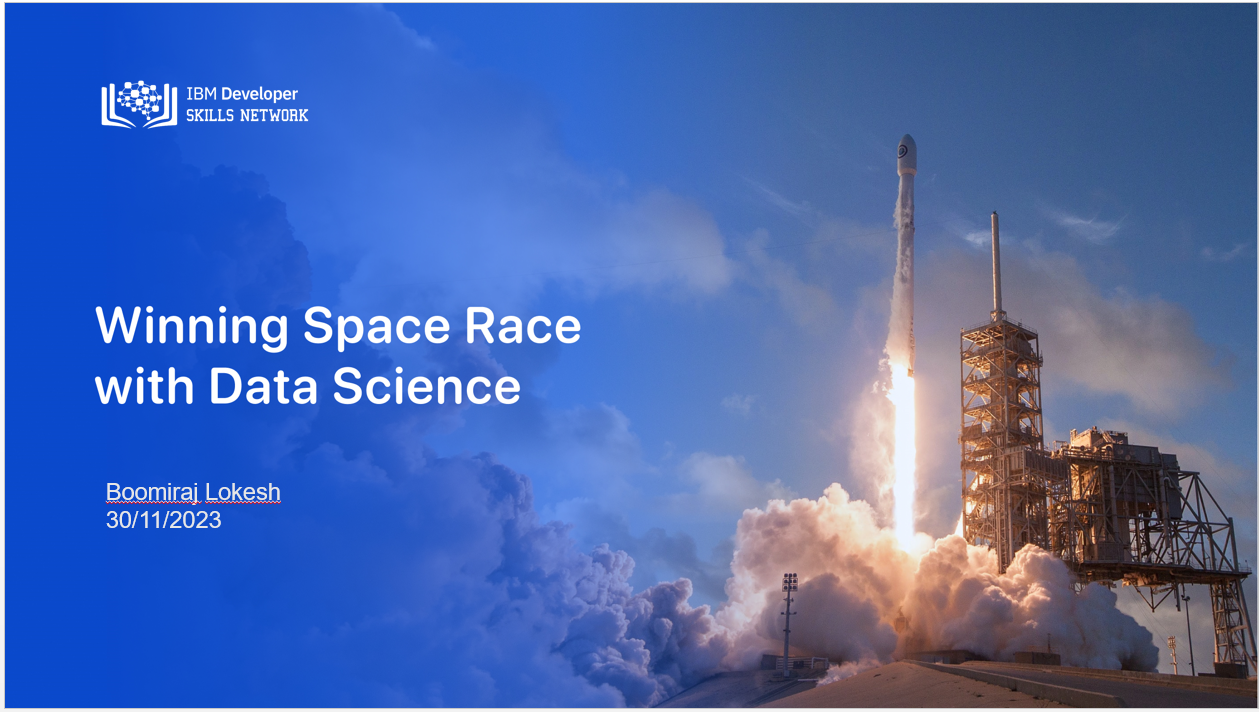 IBM Developer
SKILLS NETWORK
Winning Space Race
with Data Science
Boomiraj Lokesh
30/11/2023